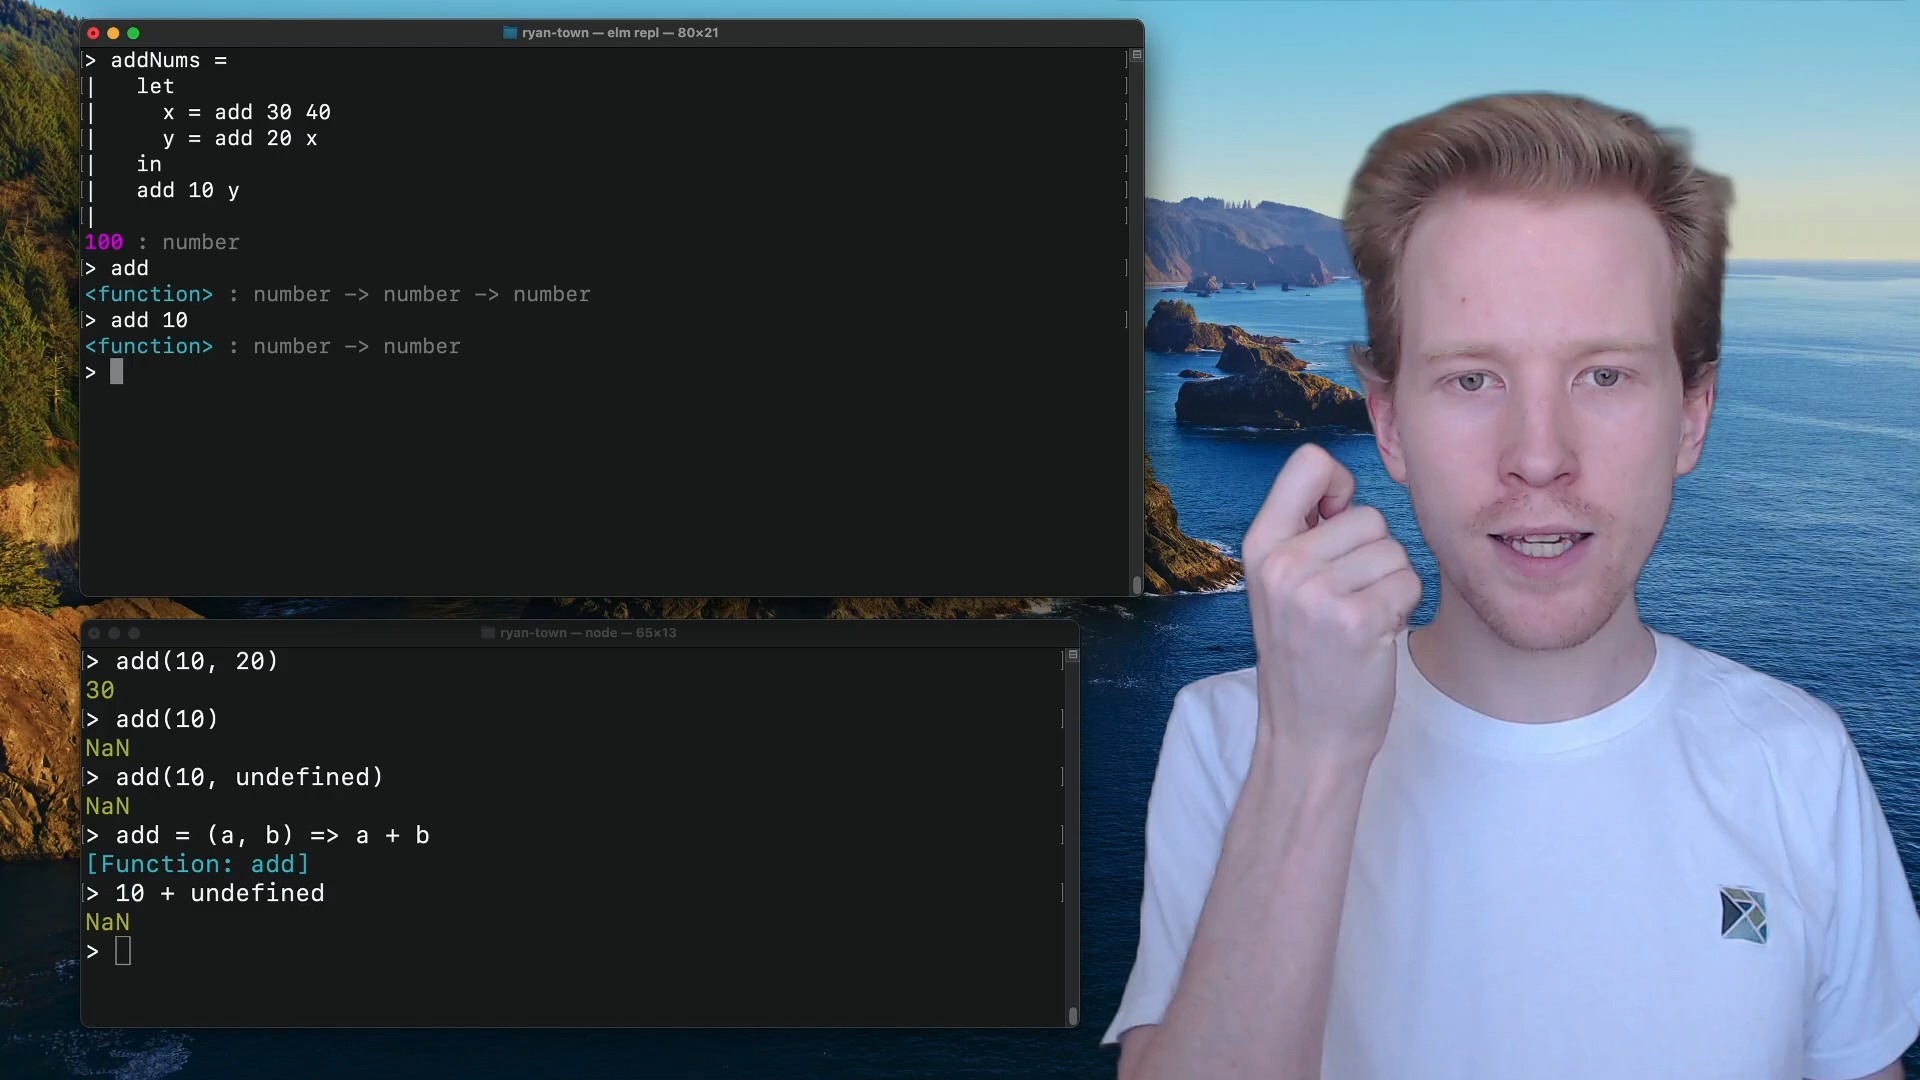 ryan-town — elm repl — 80×21
> addNums =
|   let
|     x = add 30 40
|     y = add 20 x
|   in
|   add 10 y
|
100 : number
> add
<function> : number -> number -> number
> add 10
<function> : number -> number
>
ryan-town — node — 65×13
> add(10, 20)
30
> add(10)
NaN
> add(10, undefined)
NaN
> add = (a, b) => a + b
[Function: add]
> 10 + undefined
NaN
>